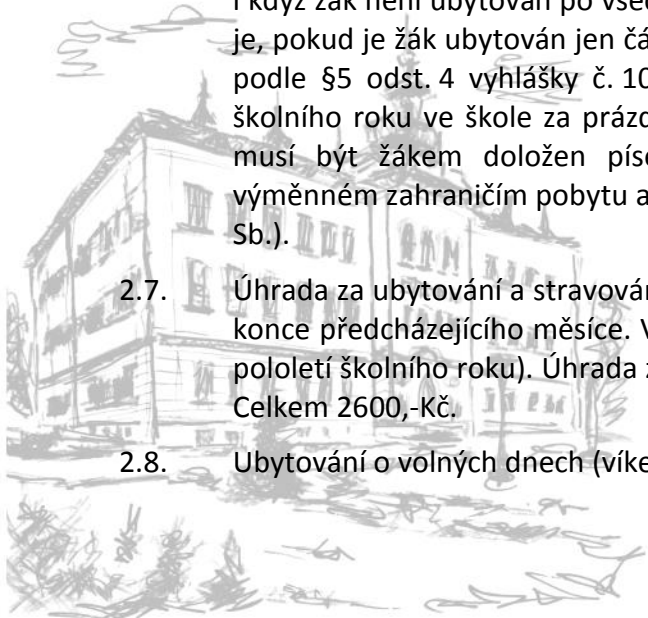 i když žák není ubytován po všec
je, pokud je žák ubytován jen čá
podle §5 odst. 4 vyhlášky č. 10
školního roku ve škole za prázd
musí být žákem doložen píse
výměnném zahraničím pobytu a
Sb.).
2.7. Úhrada za ubytování a stravován
konce předcházejícího měsíce. V
pololetí školního roku). Úhrada z
Celkem 2600,-Kč.
2.8. Ubytování o volných dnech (víke